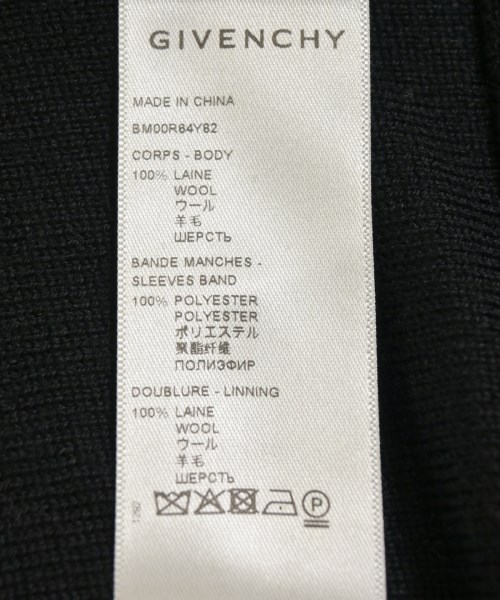 GIVENCHY
MADE IN CHINA
BM00R64Y82
CORPS - BODY
100% LAINE
WOOL
ウール
羊毛
ШЕРСТЬ
BANDE MANCHES -
SLEEVES BAND
100% POLYESTER
POLYESTER
ポリエステル
聚酯纤维
ПОЛИЭФИР
DOUBLURE - LINNING
100% LAINE
WOOL
ウール
羊毛
ШЕРСТЬ
P